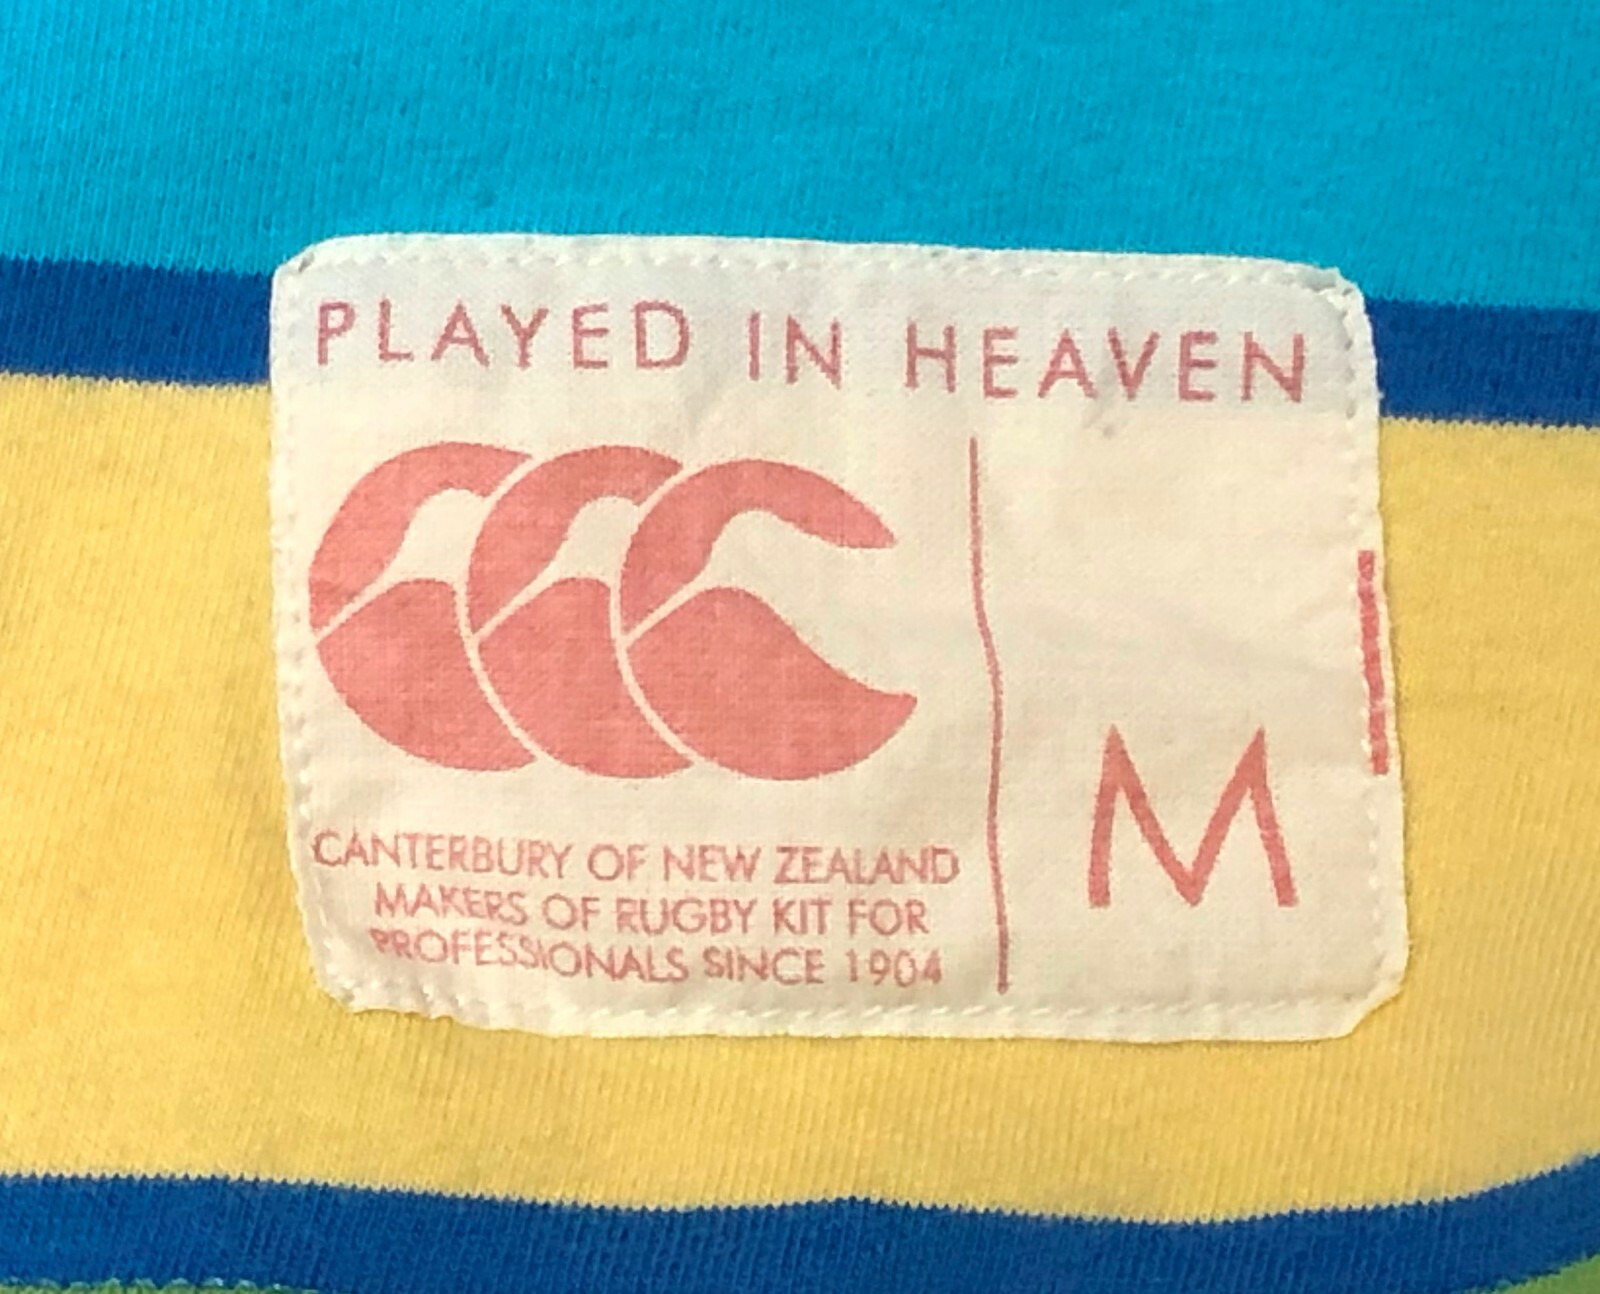 PLAYED IN HEAVEN
M
CANTERBURY OF NEW ZEALAND
MAKERS OF RUGBY KIT FOR
PROFESSIONALS SINCE 1904